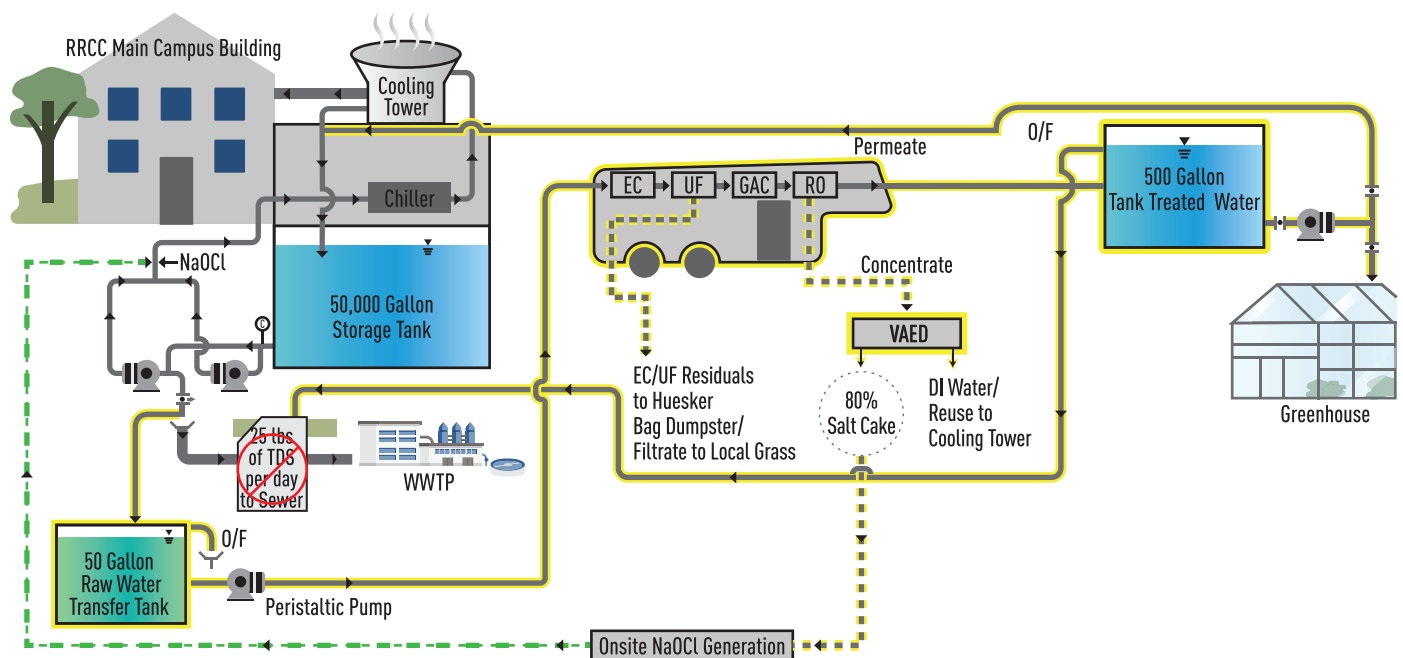 RRCC Main Campus Building
Cooling
Tower
Chiller
NaOCl
50,000 Gallon
Storage Tank
C
EC
UF
GAC
RO
Permeate
O/F
500 Gallon
Tank Treated Water
Greenhouse
Concentrate
VAED
EC/UF Residuals
to Huesker
Bag Dumpster/
Filtrate to Local Grass
80%
Salt Cake
DI Water/
Reuse to
Cooling Tower
25 lbs
of TDS
per day
to Sewer
WWTP
O/F
50 Gallon
Raw Water
Transfer Tank
Peristaltic Pump
Onsite NaOCl Generation